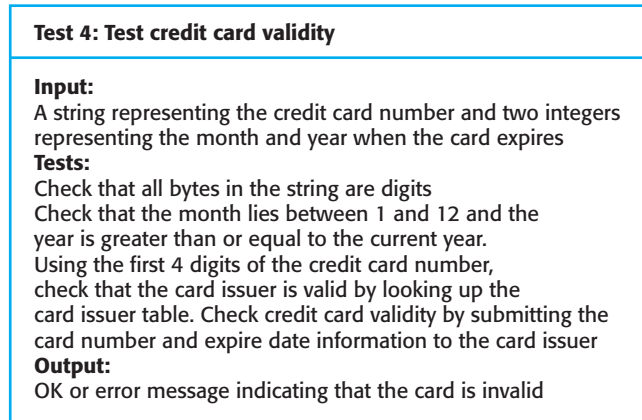 Test 4: Test credit card validity
Input:
A string representing the credit card number and two integers
representing the month and year when the card expires
Tests:
Check that all bytes in the string are digits
Check that the month lies between 1 and 12 and the
year is greater than or equal to the current year.
Using the first 4 digits of the credit card number,
check that the card issuer is valid by looking up the
card issuer table. Check credit card validity by submitting the
card number and expire date information to the card issuer
Output:
OK or error message indicating that the card is invalid